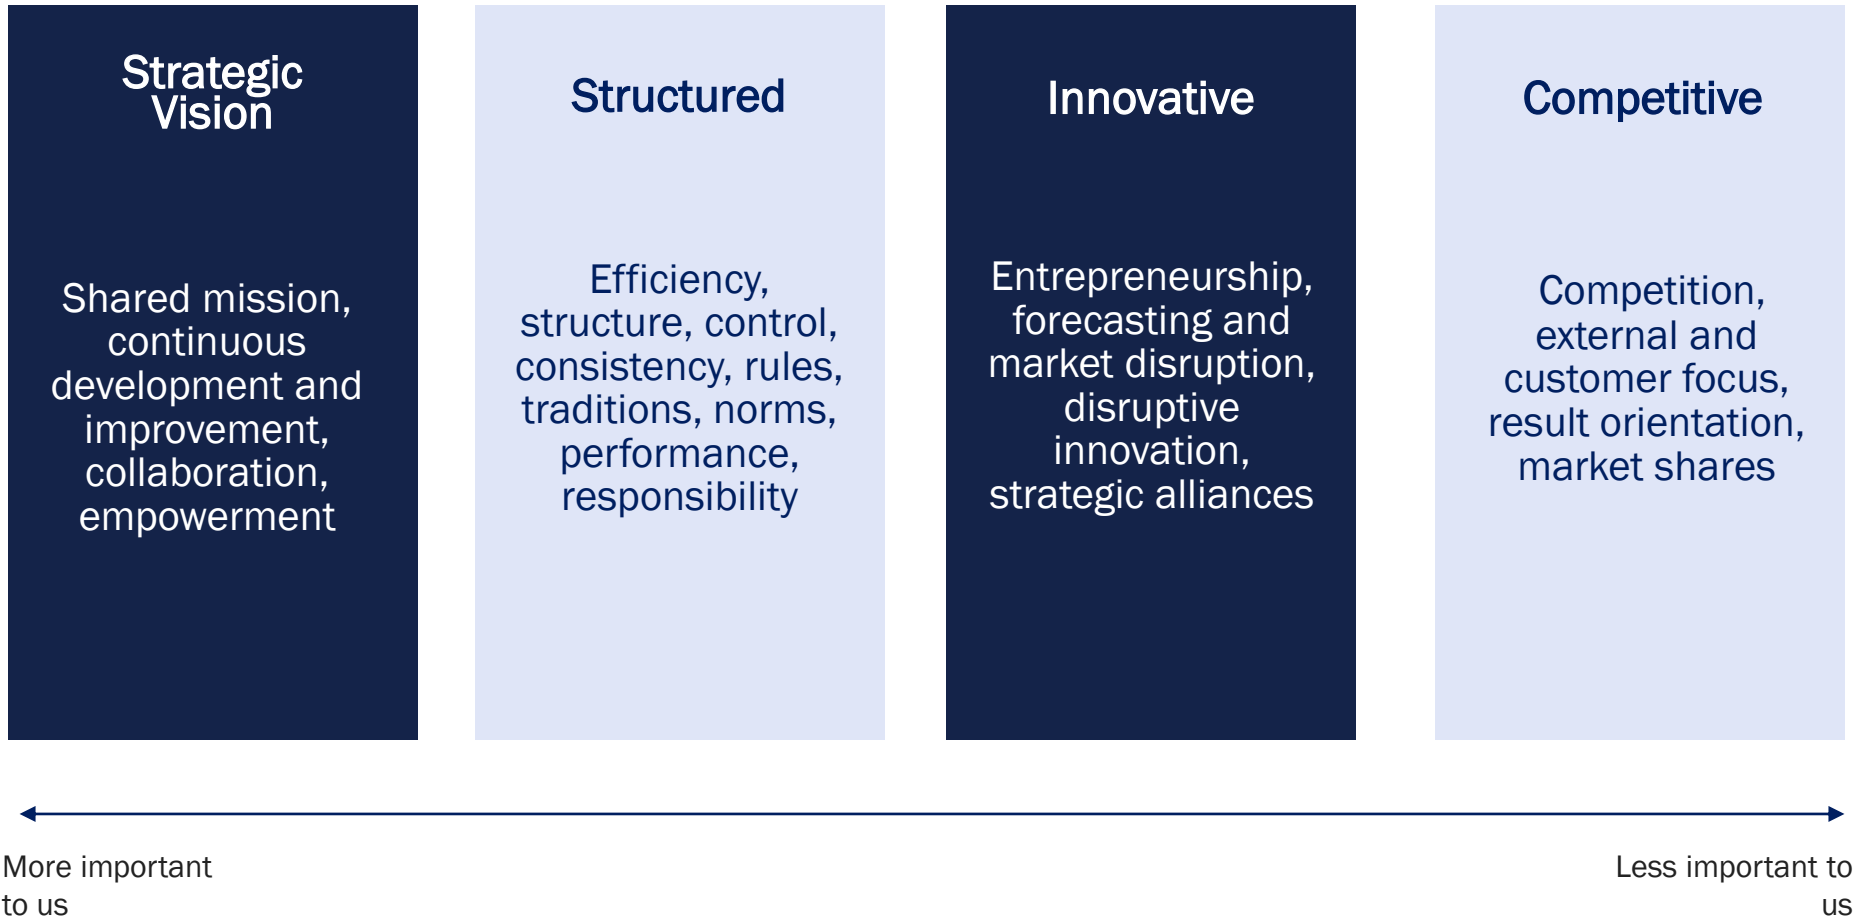 Strategic
Vision
Shared mission,
continuous
development and
improvement,
collaboration,
empowerment
Structured
Efficiency,
structure, control,
consistency, rules,
traditions, norms,
performance,
responsibility
Innovative
Entrepreneurship,
forecasting and
market disruption,
disruptive
innovation,
strategic alliances
Competitive
Competition,
external and
customer focus,
result orientation,
market shares
More important
to us
Less important to
us